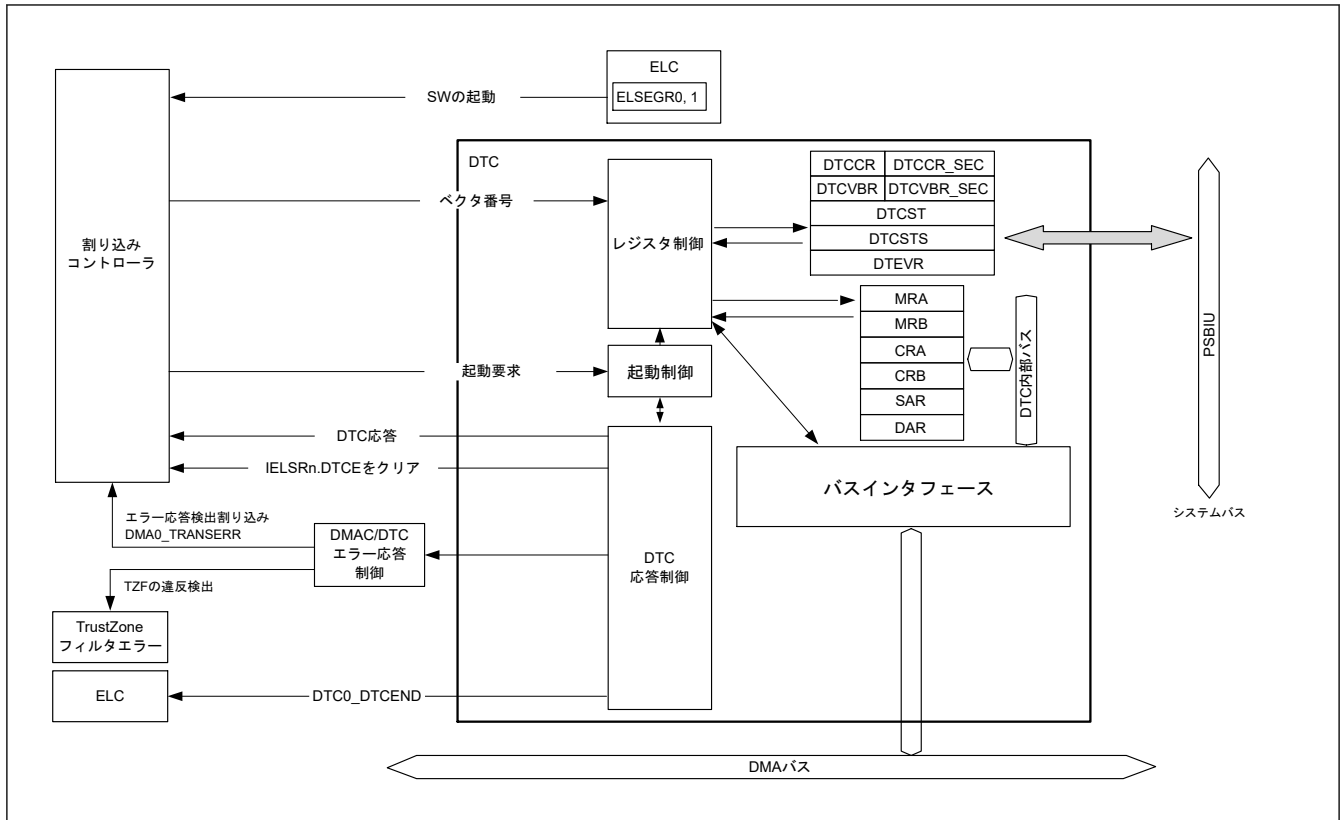 ELC
ELSEGR0, 1
SWの起動
DTC
DTCCR
DTCCR_SEC
DTCVBR
DTCVBR_SEC
DTCST
DTCSTS
DTEVR
ベクタ番号
レジスタ制御
割り込み
コントローラ
MRA
MRB
CRA
CRB
SAR
DAR
DTC内部バス
PSBIU
システムバス
起動要求
起動制御
DTC応答
IELSRn.DTCEをクリア
バスインタフェース
エラー応答検出割り込み
DMA0_TRANSERR
DMAC/DTC
エラー応答
制御
DTC
応答制御
TZFの違反検出
TrustZone
フィルタエラー
ELC
DTC0_DTCEND
DMAバス